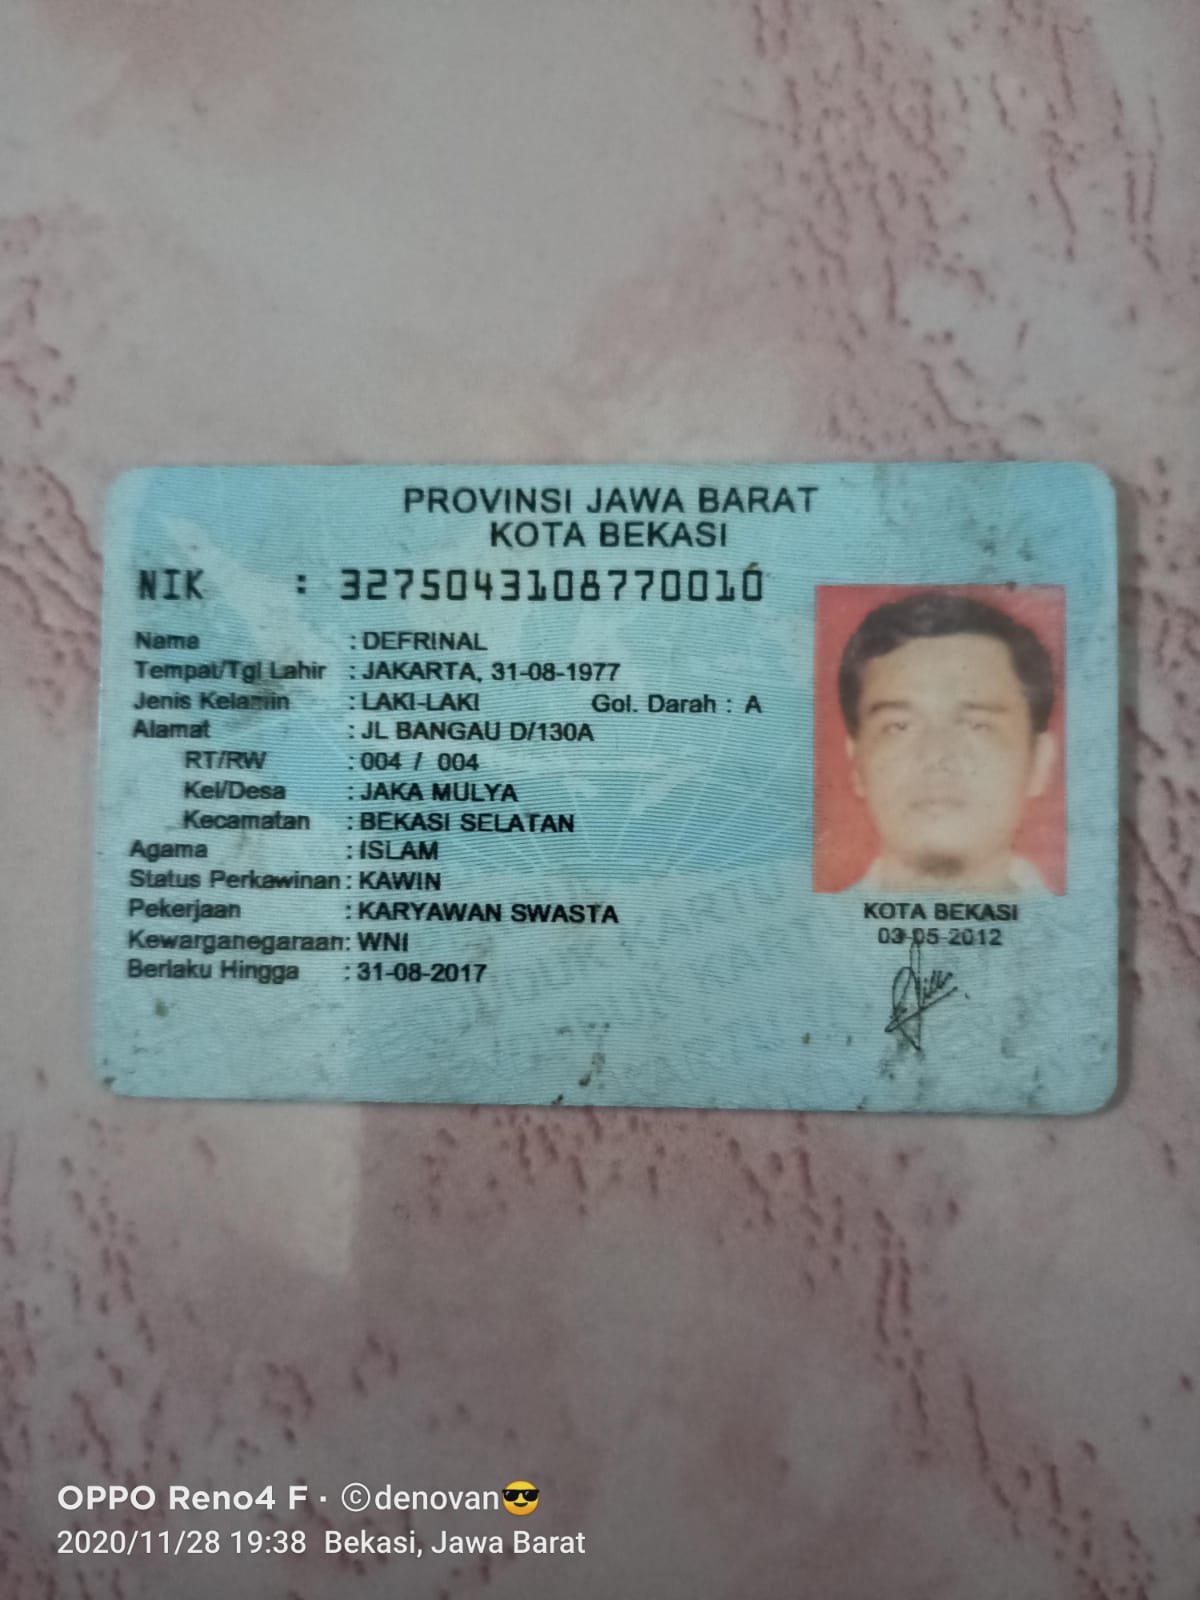 PROVINSI JAWA BARAT
KOTA BEKASI
NIK : 3275043108770010
Nama : DEFRINAL
Tempat/Tgl Lahir : JAKARTA, 31-08-1977
Jenis Kelamin : LAKI-LAKI Gol. Darah : A
Alamat : JL BANGAU D/130A
RT/RW : 004 / 004
Kel/Desa : JAKA MULYA
Kecamatan : BEKASI SELATAN
Agama : ISLAM
Status Perkawinan : KAWIN
Pekerjaan : KARYAWAN SWASTA
Kewarganegaraan : WNI
Berlaku Hingga : 31-08-2017
KOTA BEKASI
03-05-2012
OPPO Reno4 F · ©denovan😎
2020/11/28 19:38 Bekasi, Jawa Barat